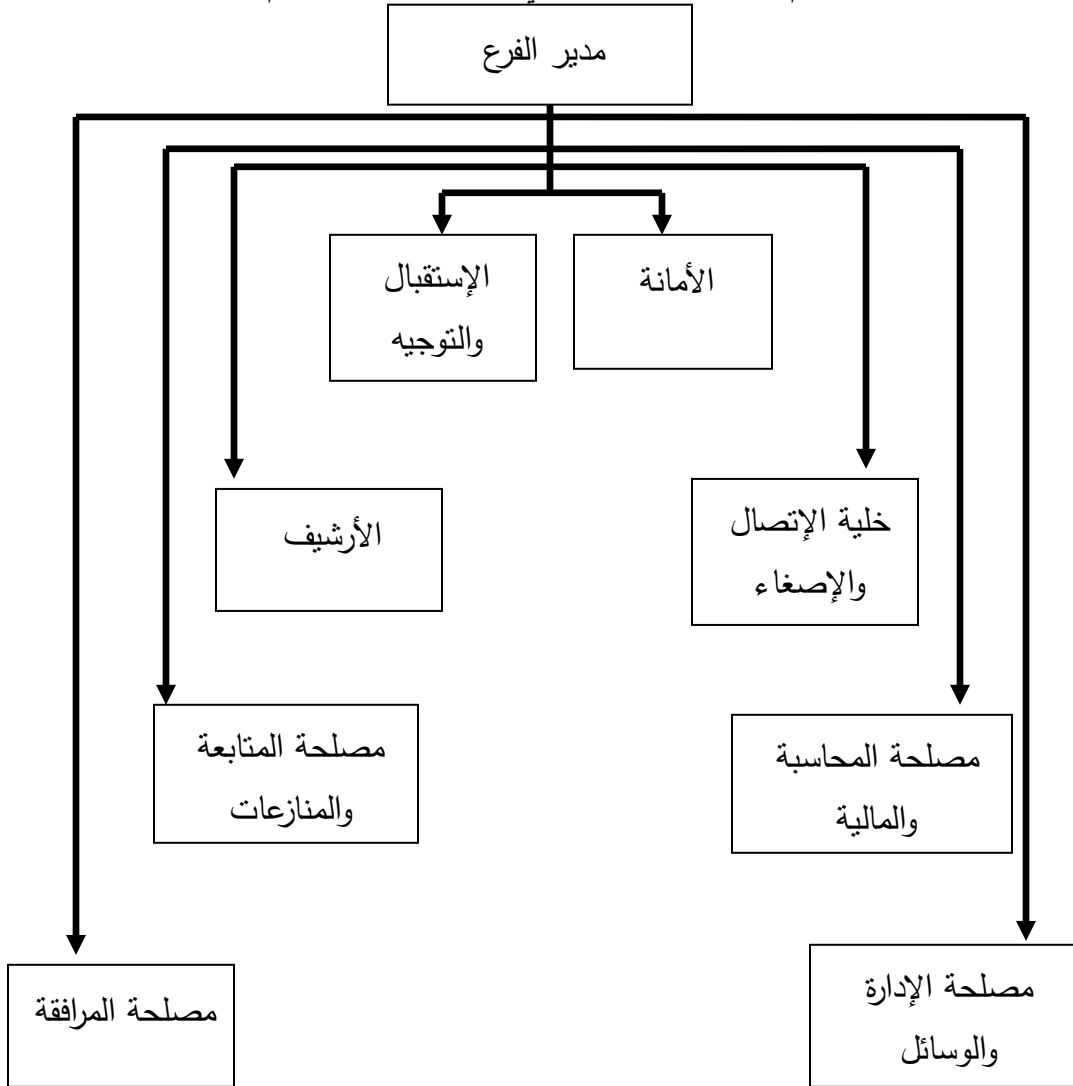 مدير الفرع
الأمانة
الإستقبال
والتوجيه
خلية الإتصال
والإصغاء
الأرشيف
مصلحة المحاسبة
والمالية
مصلحة المتابعة
والمنازعات
مصلحة الإدارة
والوسائل
مصلحة المرافقة